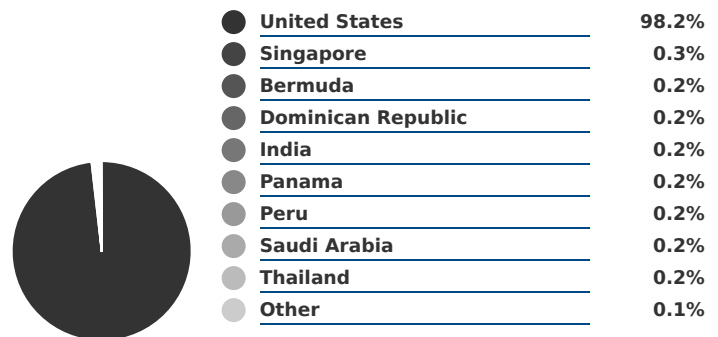 United States 98.2%
Singapore 0.3%
Bermuda 0.2%
Dominican Republic 0.2%
India 0.2%
Panama 0.2%
Peru 0.2%
Saudi Arabia 0.2%
Thailand 0.2%
Other 0.1%